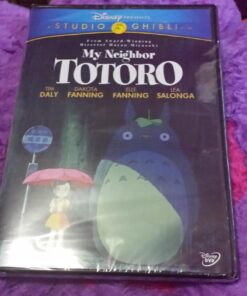 Disney PRESENTS
STUDIO GHIBLI
From Award-Winning
Director Hayao Miyazaki
My Neighbor
TOTORO
TIM DAKOTA ELLE LEA
DALY FANNING FANNING SALONGA
Disney
DVD